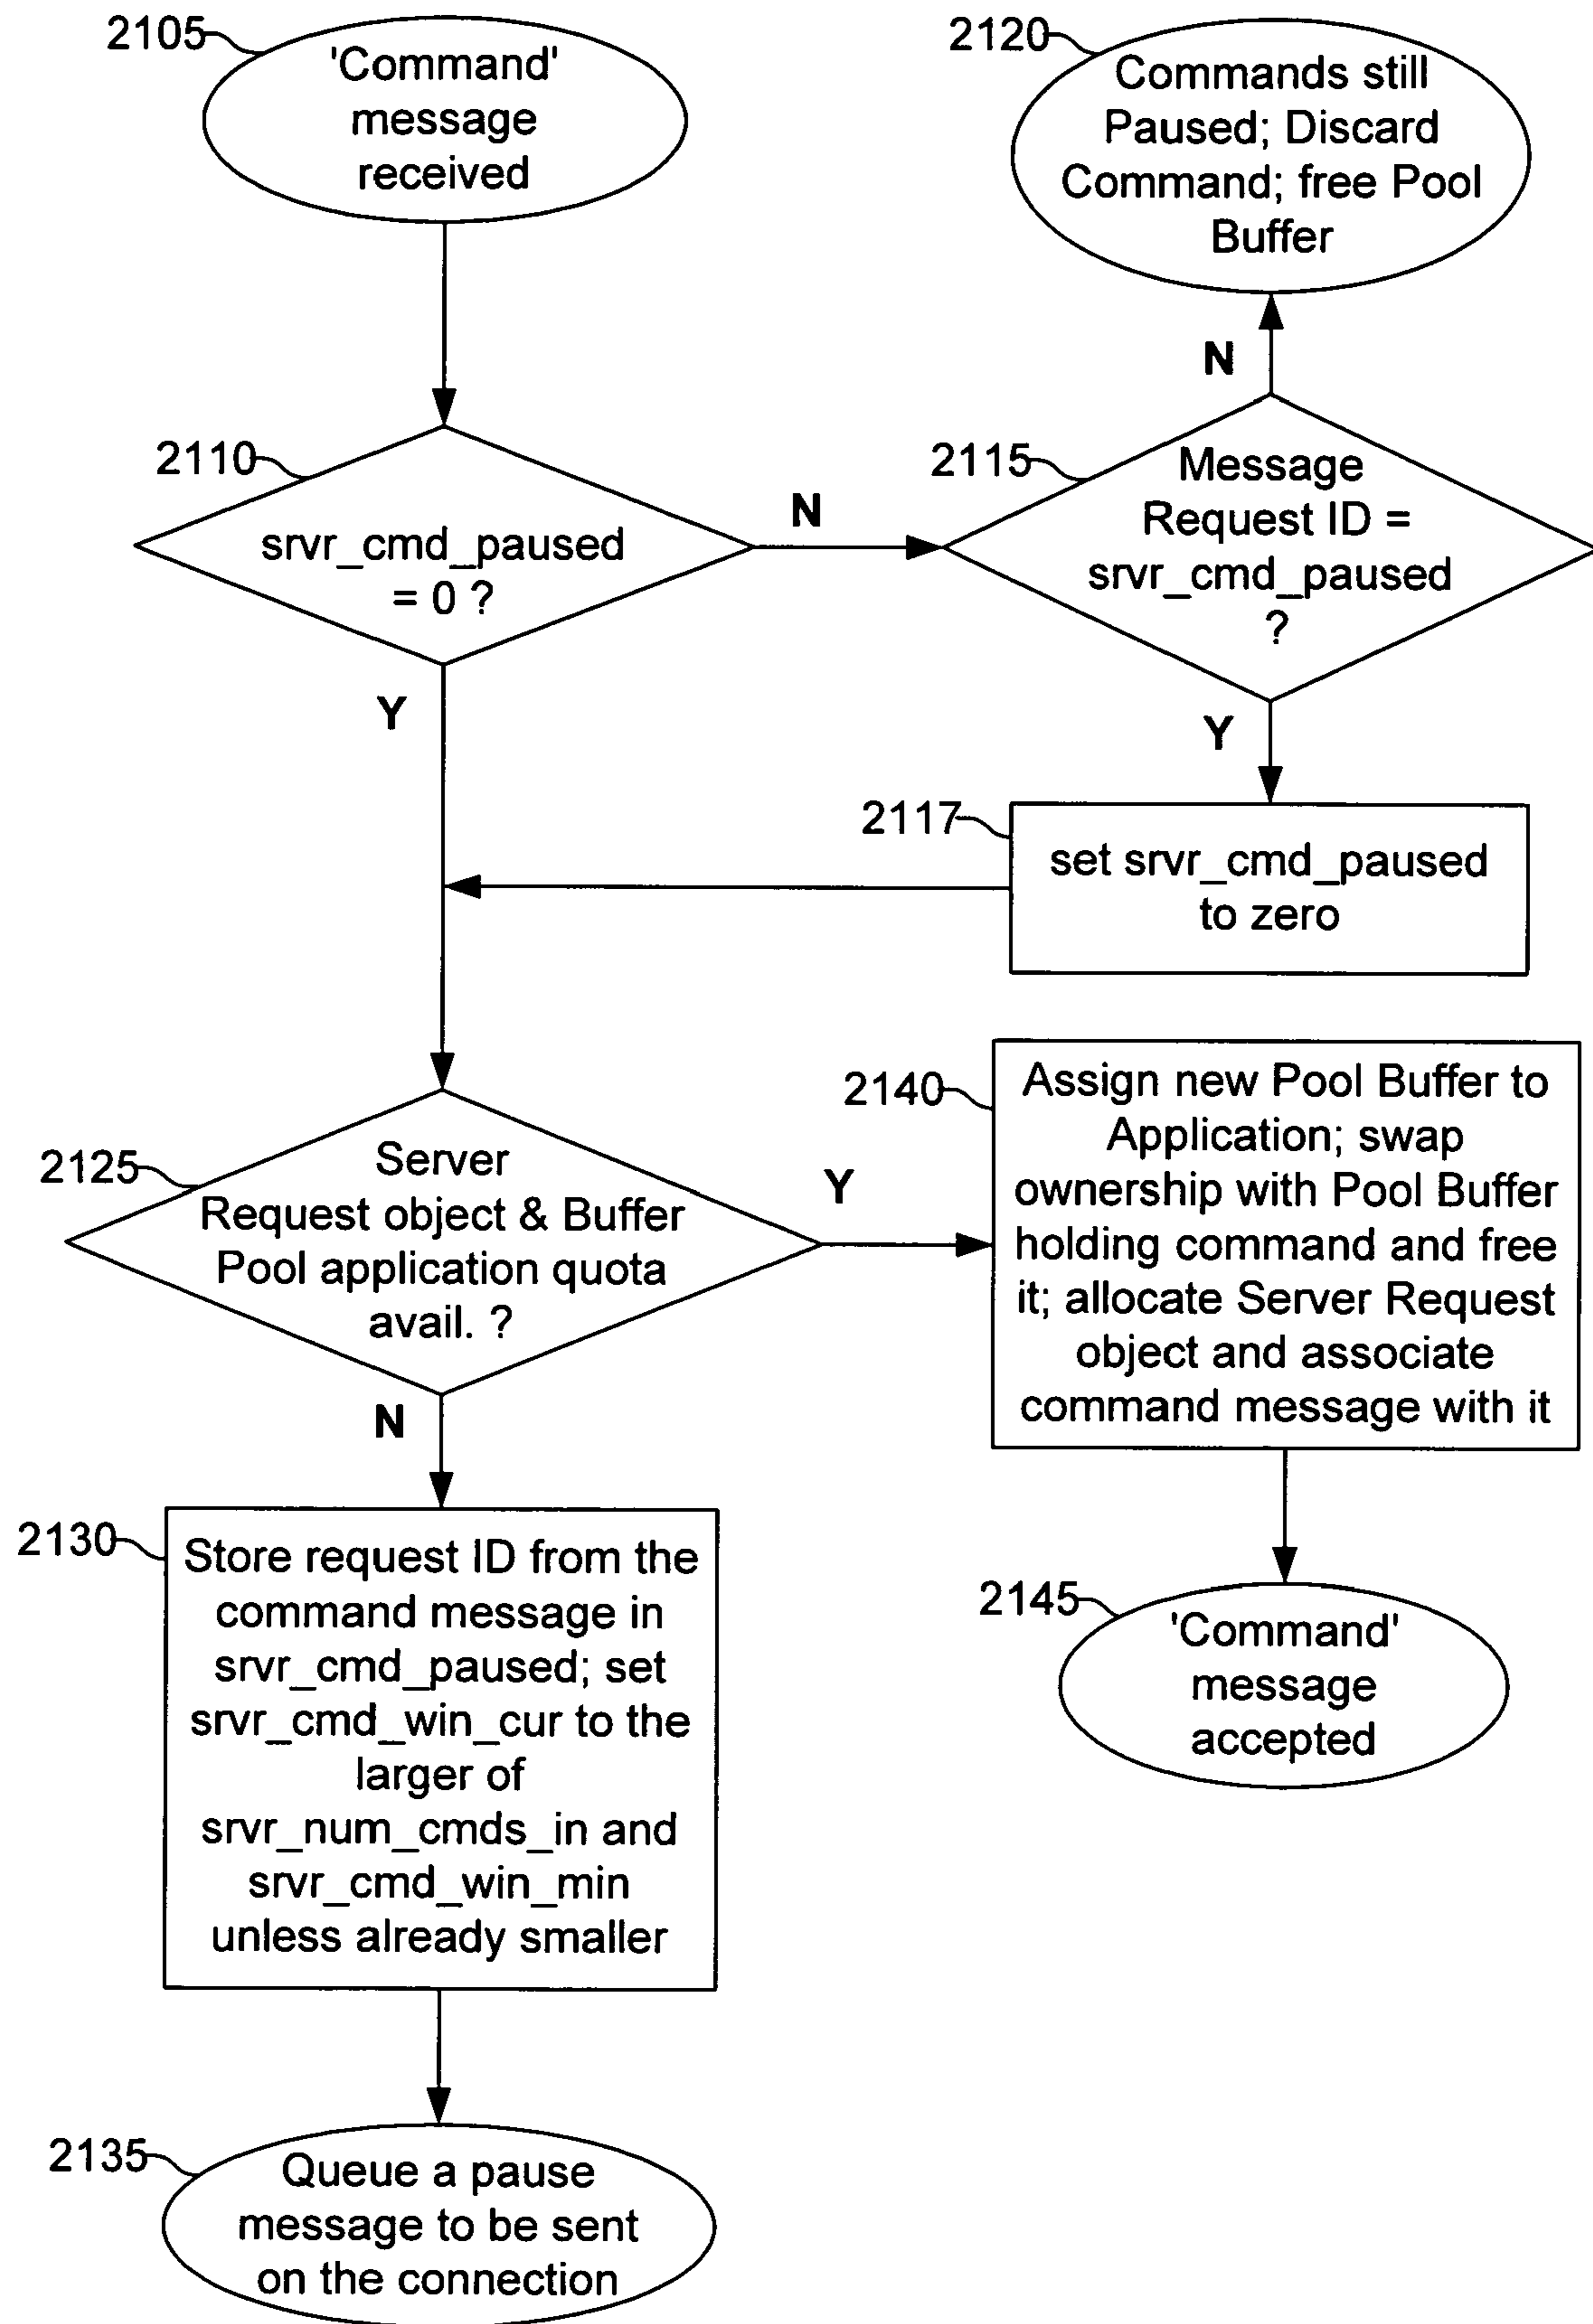 2105
'Command'
message
received
2120
Commands still
Paused; Discard
Command; free Pool
Buffer
N
2110
srvr_cmd_paused
= 0 ?
N
2115
Message
Request ID =
srvr_cmd_paused
?
Y
Y
2117
set srvr_cmd_paused
to zero
2125
Server
Request object & Buffer
Pool application quota
avail. ?
Y
2140
Assign new Pool Buffer to
Application; swap
ownership with Pool Buffer
holding command and free
it; allocate Server Request
object and associate
command message with it
N
2130
Store request ID from the
command message in
srvr_cmd_paused; set
srvr_cmd_win_cur to the
larger of
srvr_num_cmds_in and
srvr_cmd_win_min
unless already smaller
2145
'Command'
message
accepted
2135
Queue a pause
message to be sent
on the connection